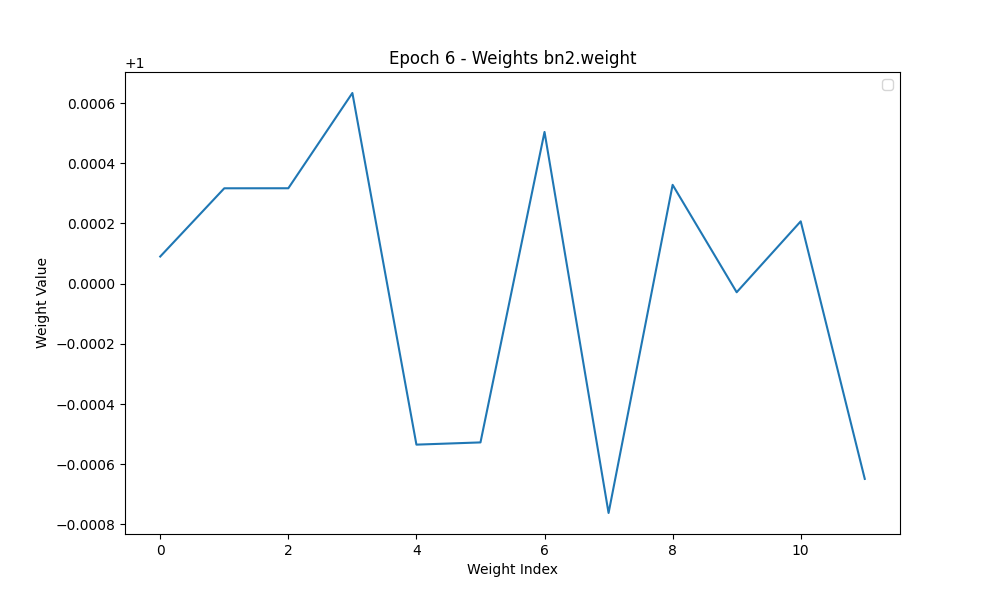 Epoch 6 - Weights bn2.weight
+1
0.0006
0.0004
0.0002
0.0000
−0.0002
−0.0004
−0.0006
−0.0008
Weight Value
0 2 4 6 8 10
Weight Index